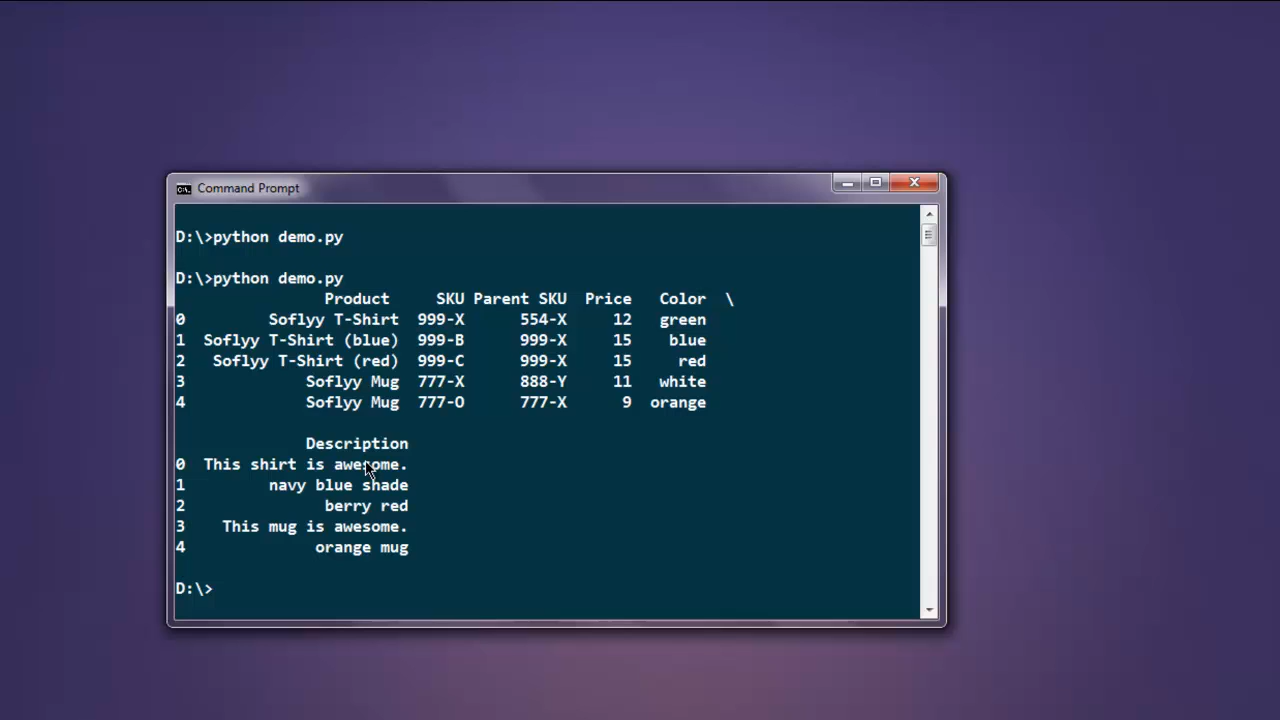 Command Prompt
D:\>python demo.py
D:\>python demo.py
Product SKU Parent SKU Price Color \
0 Soflyy T-Shirt 999-X 554-X 12 green
1 Soflyy T-Shirt (blue) 999-B 999-X 15 blue
2 Soflyy T-Shirt (red) 999-C 999-X 15 red
3 Soflyy Mug 777-X 888-Y 11 white
4 Soflyy Mug 777-O 777-X 9 orange
Description
0 This shirt is awesome.
1 navy blue shade
2 berry red
3 This mug is awesome.
4 orange mug
D:\>